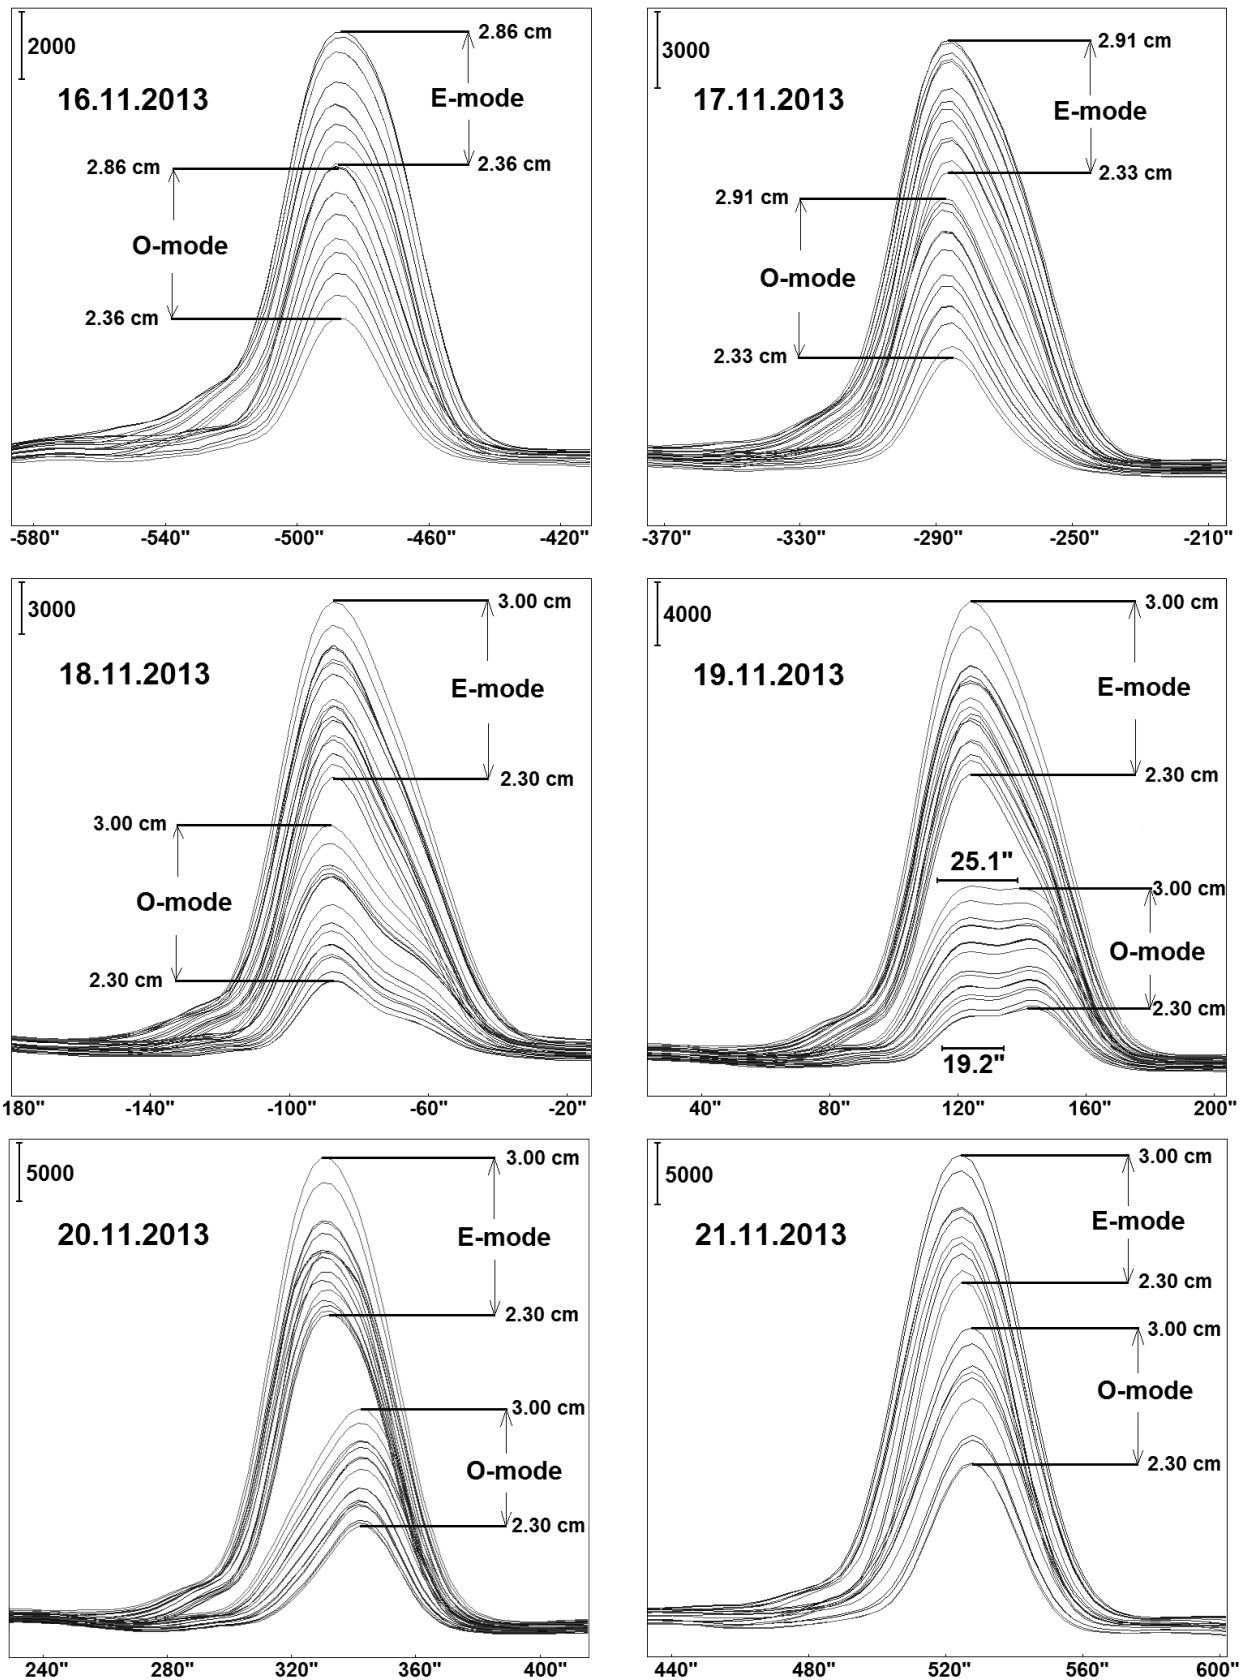 2000
16.11.2013
2.86 cm
E-mode
2.36 cm
2.86 cm
O-mode
2.36 cm
-580" -540" -500" -460" -420"
3000
17.11.2013
2.91 cm
E-mode
2.33 cm
2.91 cm
O-mode
2.33 cm
-370" -330" -290" -250" -210"
3000
18.11.2013
3.00 cm
E-mode
2.30 cm
3.00 cm
O-mode
2.30 cm
180" -140" -100" -60" -20"
4000
19.11.2013
3.00 cm
E-mode
2.30 cm
25.1"
3.00 cm
O-mode
2.30 cm
19.2"
40" 80" 120" 160" 200"
5000
20.11.2013
3.00 cm
E-mode
2.30 cm
3.00 cm
O-mode
2.30 cm
240" 280" 320" 360" 400"
5000
21.11.2013
3.00 cm
E-mode
2.30 cm
3.00 cm
O-mode
2.30 cm
440" 480" 520" 560" 600"